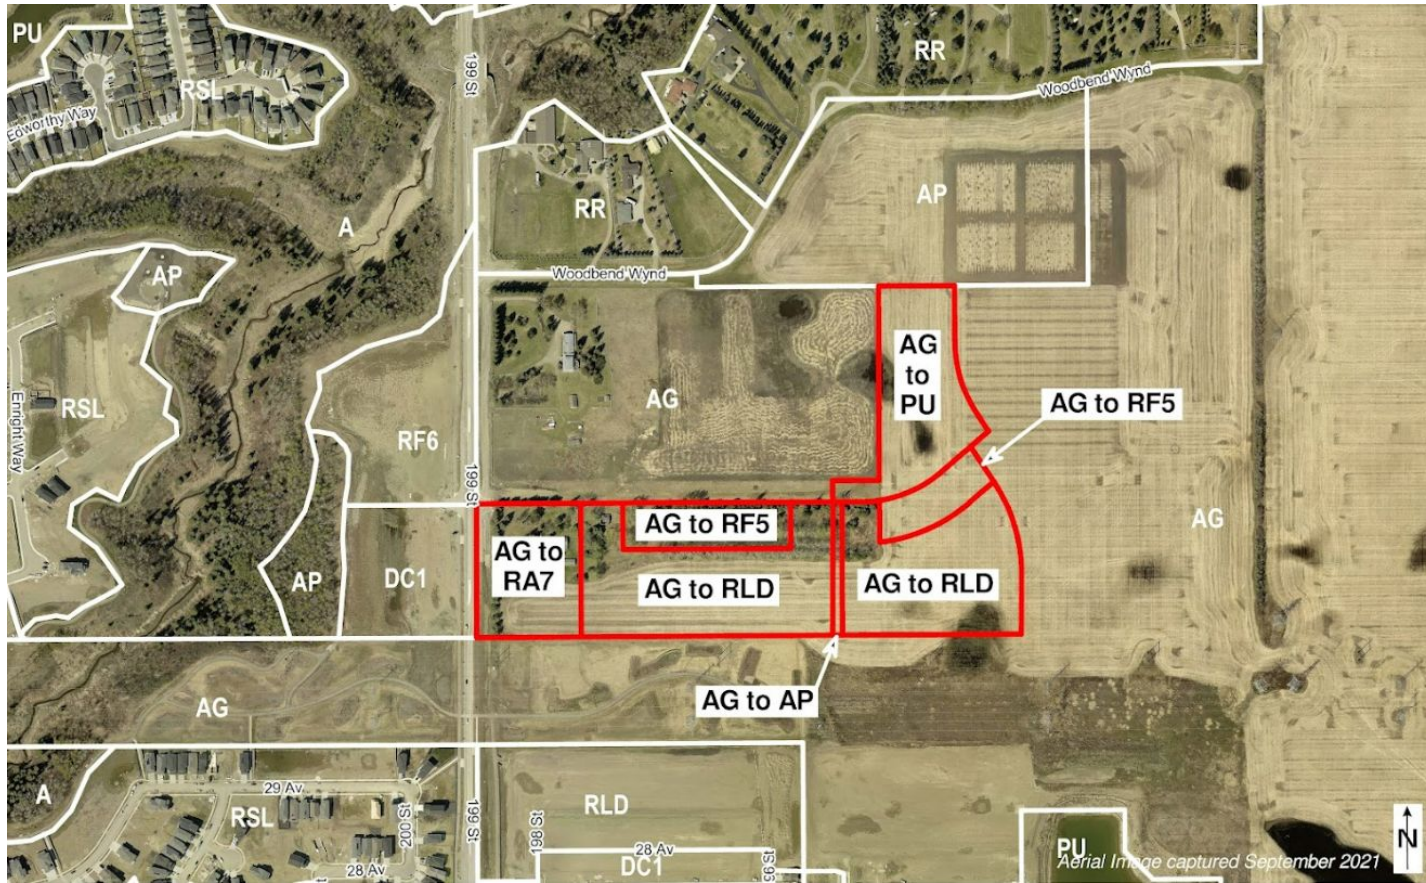 PU
RSL
Edworthy Way
199 St
RR
Woodbend Wynd
A
RR
AP
AP
Woodbend Wynd
RSL
Enright Way
RF6
199 St
AG
AG
to
PU
AG to RF5
AG
AP
DC1
AG to
RA7
AG to RF5
AG to RLD
AG to RLD
AG to AP
AG
A
29 Av
RSL
200 St
28 Av
199 St
198 St
RLD
28 Av
DC1
PU
Aerial Image captured September 2021
N